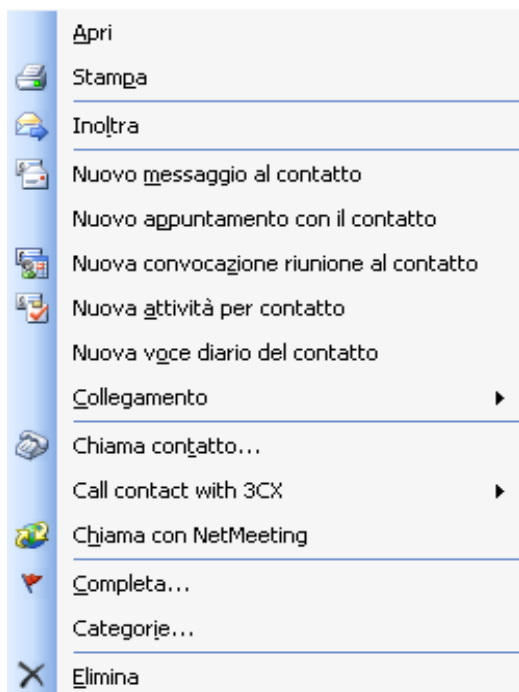 Apri
Stampa
Inoltra
Nuovo messaggio al contatto
Nuovo appuntamento con il contatto
Nuova convocazione riunione al contatto
Nuova attività per contatto
Nuova voce diario del contatto
Collegamento
Chiama contatto...
Call contact with 3CX
Chiama con NetMeeting
Completa...
Categorie...
Elimina